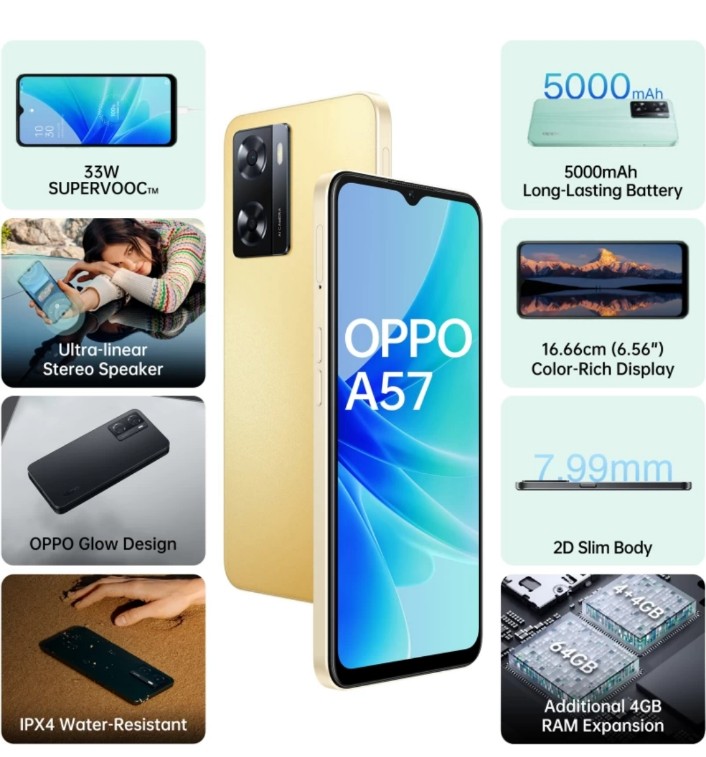 33W
SUPERVOOC™
Ultra-linear
Stereo Speaker
OPPO Glow Design
IPX4 Water-Resistant
OPPO
A57
5000mAh
5000mAh
Long-Lasting Battery
16.66cm (6.56")
Color-Rich Display
7.99mm
2D Slim Body
4+4GB
64GB
Additional 4GB
RAM Expansion